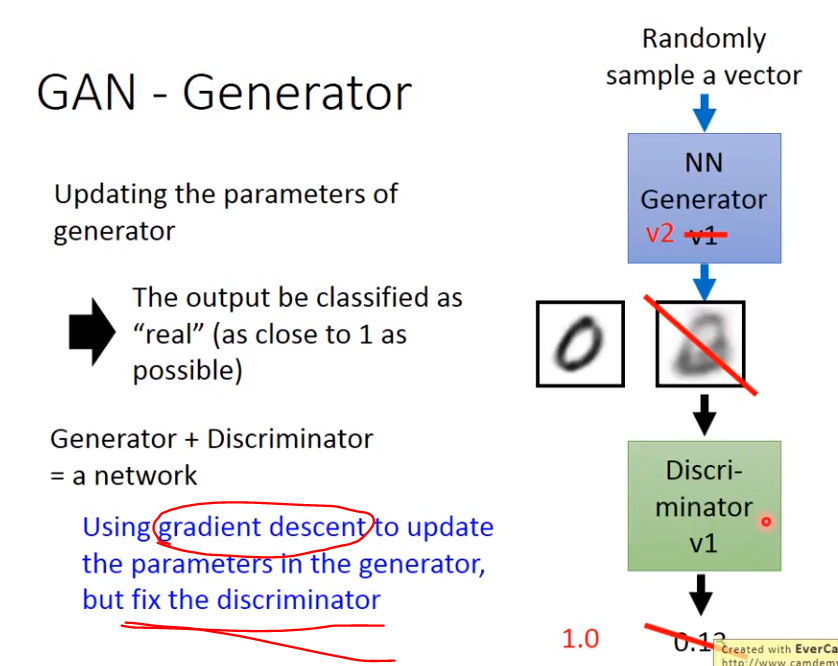 GAN - Generator
Updating the parameters of
generator
The output be classified as
“real” (as close to 1 as
possible)
Generator + Discriminator
= a network
Using gradient descent to update
the parameters in the generator,
but fix the discriminator
Randomly
sample a vector
NN
Generator
v2 v1
Discri-
minator
v1
1.0 0.13
Created with EverCa
http://www.camdem